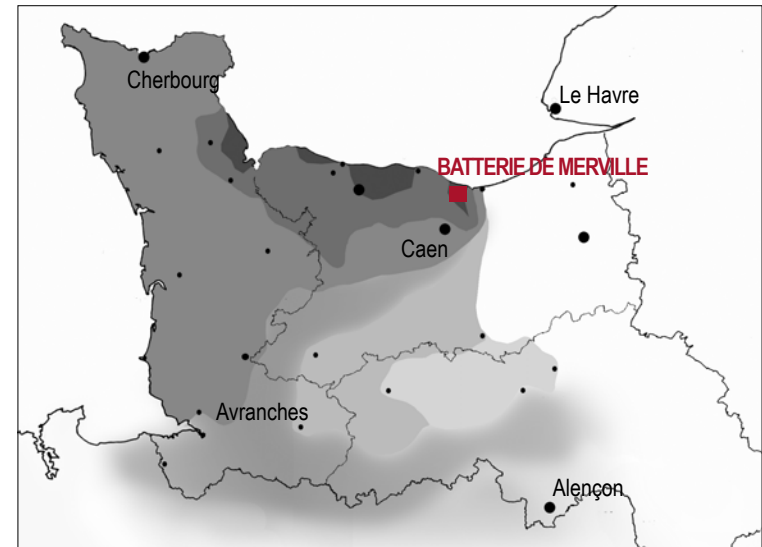 Cherbourg
Le Havre
BATTERIE DE MERVILLE
Caen
Avranches
Alençon